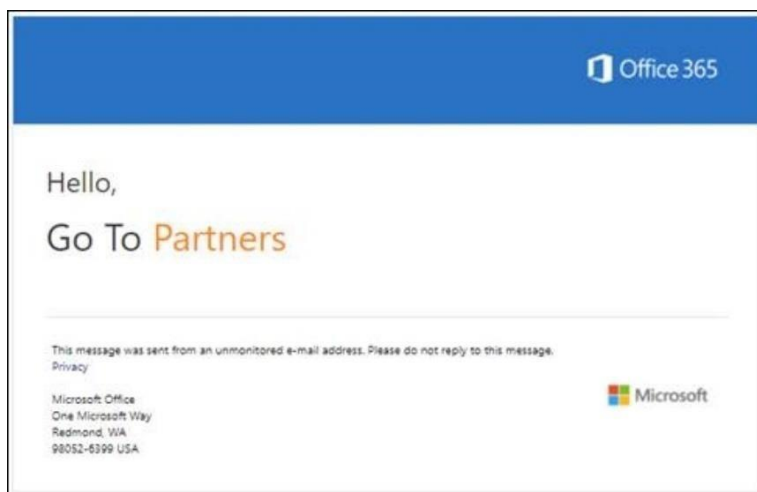 Office 365
Hello,
Go To Partners
This message was sent from an unmonitored e-mail address. Please do not reply to this message.
Privacy
Microsoft Office
One Microsoft Way
Redmond, WA
98052-6399 USA
Microsoft